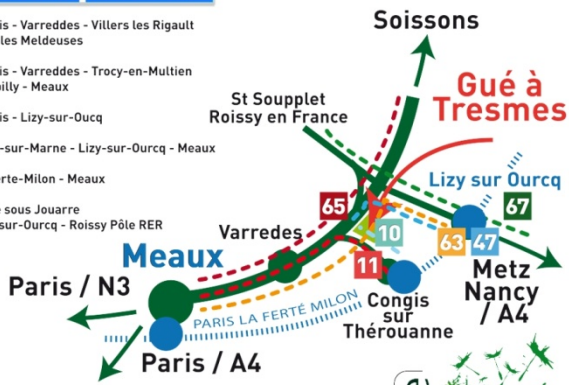 is - Varreddes - Villers les Rigault
les Meldeuses
is - Varreddes - Trocy-en-Multien
illy - Meaux
is - Lizy-sur-Oucq
-sur-Marne - Lizy-sur-Ourcq - Meaux
erte-Milon - Meaux
e sous Jouarre
sur-Ourcq - Roissy Pôle RER
Soissons
Gué à
Tresmes
St Soupplet
Roissy en France
Lizy sur Ourcq
65
67
10
63
47
11
Varredes
Meaux
Metz
Nancy
/ A4
Paris / N3
PARIS LA FERTÉ MILON
Congis
sur
Thérouanne
Paris / A4